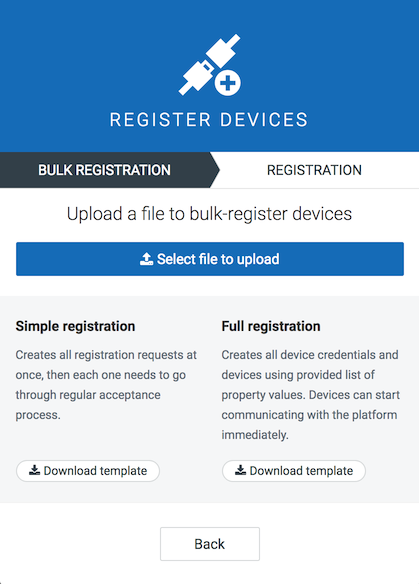 REGISTER DEVICES
BULK REGISTRATION
REGISTRATION
Upload a file to bulk-register devices
Select file to upload
Simple registration
Creates all registration requests at
once, then each one needs to go
through regular acceptance
process.
Download template
Full registration
Creates all device credentials and
devices using provided list of
property values. Devices can start
communicating with the platform
immediately.
Download template
Back